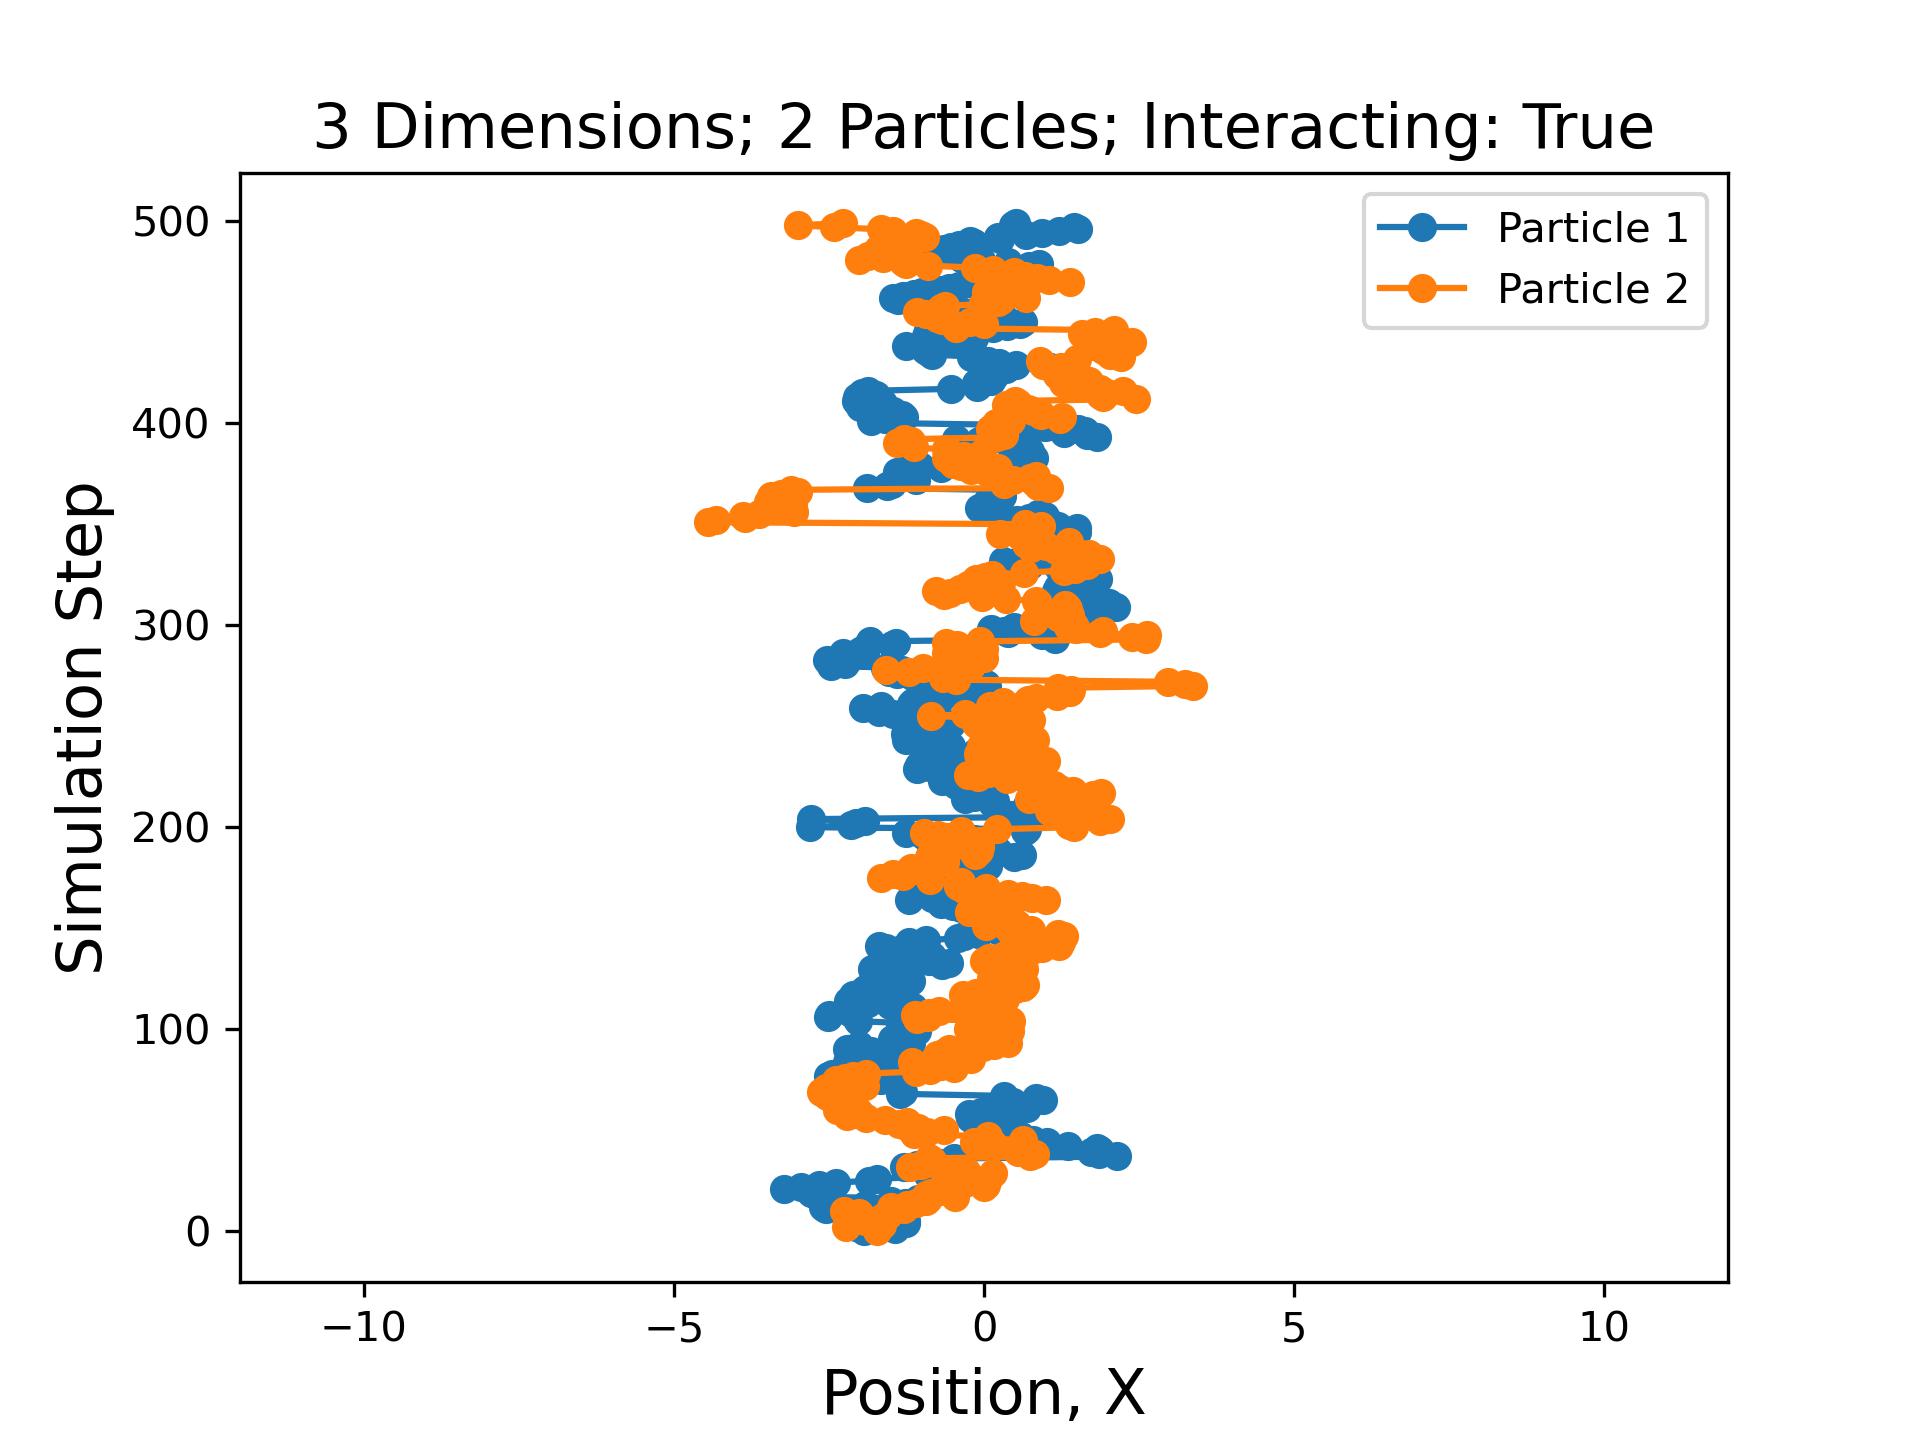 3 Dimensions; 2 Particles; Interacting: True
Particle 1
Particle 2
Simulation Step
500
400
300
200
100
0
−10
−5
0
5
10
Position, X